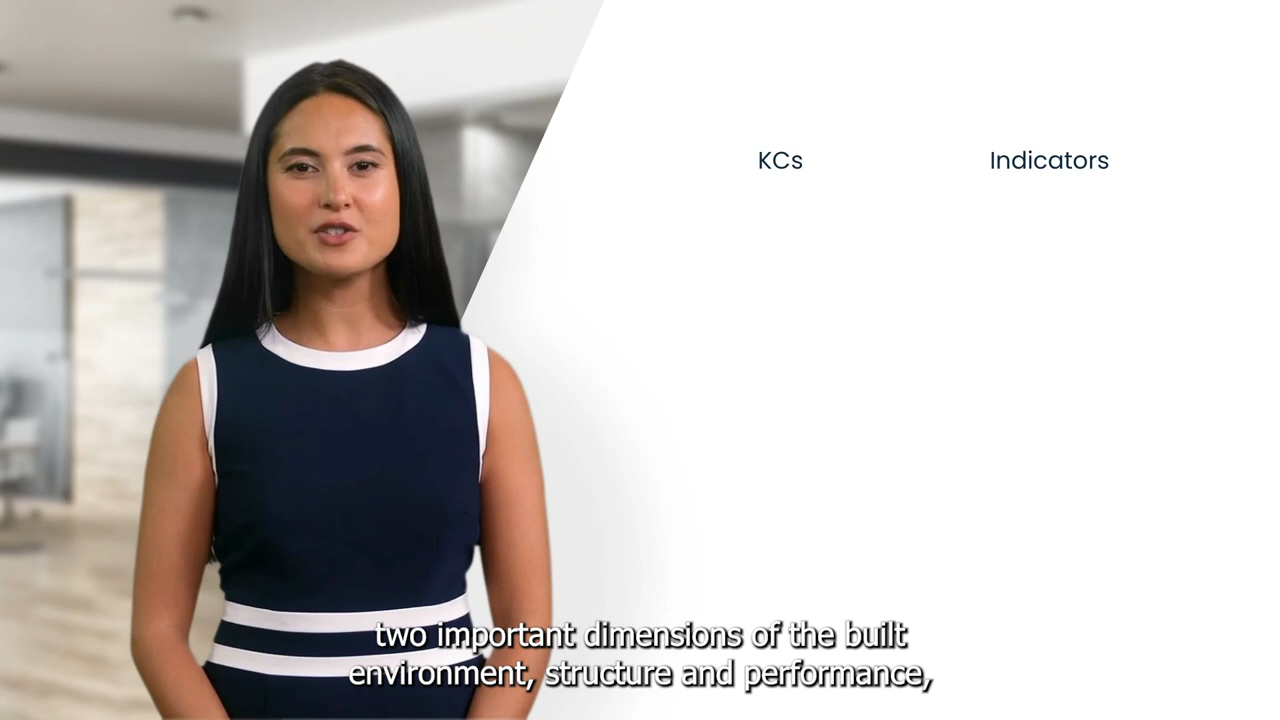 KCs
Indicators
two important dimensions of the built
environment, structure and performance,